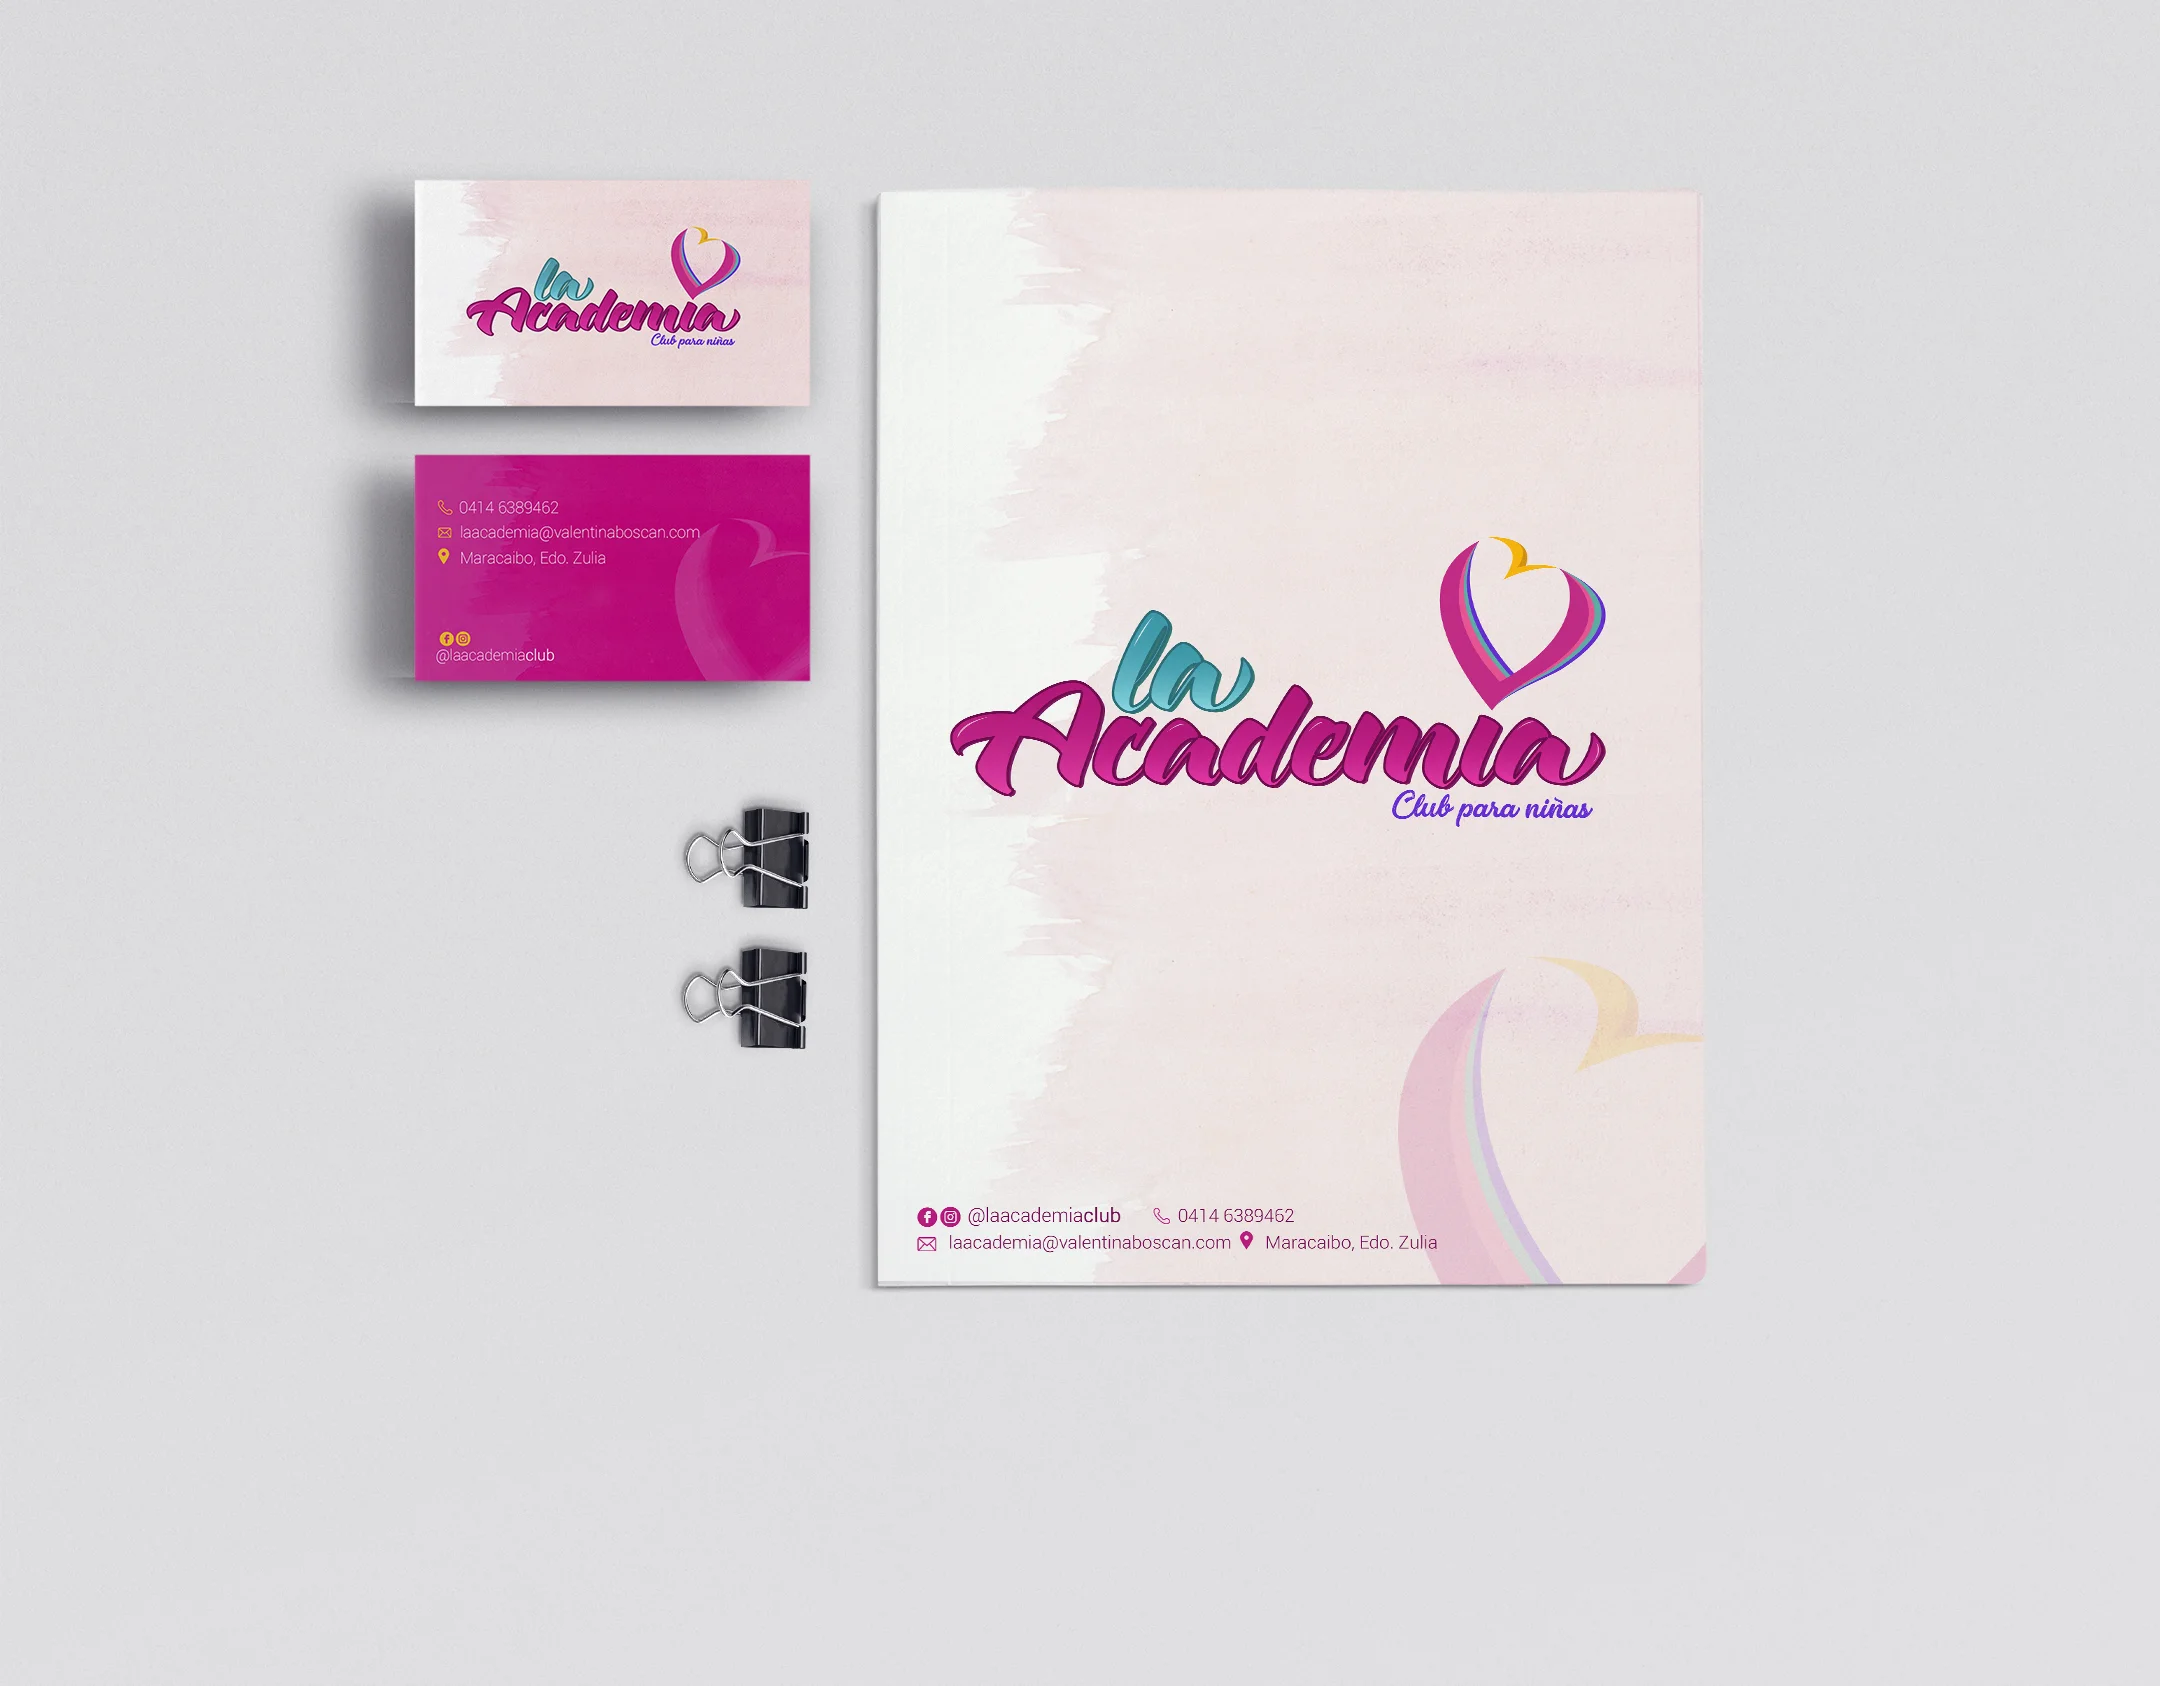 la
Academia
Club para niñas
0414 6389462
laacademia@valentinaboscan.com
Maracaibo, Edo. Zulia
@laacademiaclub
la
Academia
Club para niñas
@laacademiaclub 0414 6389462
laacademia@valentinaboscan.com Maracaibo, Edo. Zulia